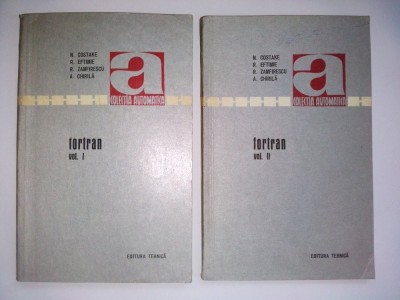 N. COSTAKE
R. EFTIMIE
R. ZAMFIRESCU
A. CHIRILĂ
a
COLECȚIA AUTOMATICA
fortran
vol. I
EDITURA TEHNICĂ
N. COSTAKE
R. EFTIMIE
R. ZAMFIRESCU
A. CHIRILĂ
a
COLECȚIA AUTOMATICA
fortran
vol. II
EDITURA TEHNICĂ